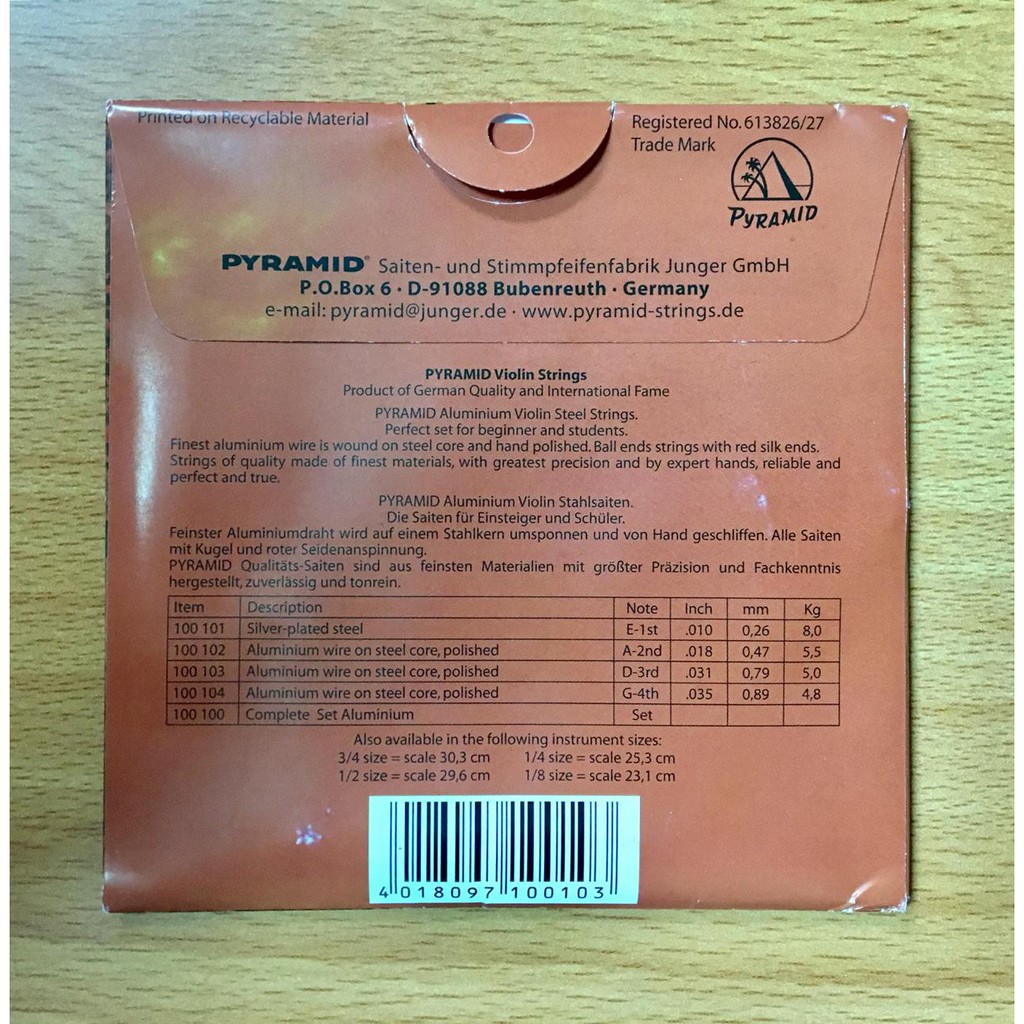 Printed on Recyclable Material
Registered No. 613826/27
Trade Mark
PYRAMID
PYRAMID® Saiten- und Stimmpfeifenfabrik Junger GmbH
P.O.Box 6 · D-91088 Bubenreuth · Germany
e-mail: pyramid@junger.de · www.pyramid-strings.de
PYRAMID Violin Strings
Product of German Quality and International Fame
PYRAMID Aluminium Violin Steel Strings.
Perfect set for beginner and students.
Finest aluminium wire is wound on steel core and hand polished. Ball ends strings with red silk ends.
Strings of quality made of finest materials, with greatest precision and by expert hands, reliable and
perfect and true.
PYRAMID Aluminium Violin Stahlsaiten.
Die Saiten für Einsteiger und Schüler.
Feinster Aluminiumdraht wird auf einem Stahlkern umsponnen und von Hand geschliffen. Alle Saiten
mit Kugel und roter Seidenanspinnung.
PYRAMID Qualitäts-Saiten sind aus feinsten Materialien mit größter Präzision und Fachkenntnis
hergestellt, zuverlässig und tonrein.
Item Description Note Inch mm Kg
100 101 Silver-plated steel E-1st .010 0,26 8,0
100 102 Aluminium wire on steel core, polished A-2nd .018 0,47 5,5
100 103 Aluminium wire on steel core, polished D-3rd .031 0,79 5,0
100 104 Aluminium wire on steel core, polished G-4th .035 0,89 4,8
100 100 Complete Set Aluminium Set
Also available in the following instrument sizes:
3/4 size = scale 30,3 cm 1/4 size = scale 25,3 cm
1/2 size = scale 29,6 cm 1/8 size = scale 23,1 cm
4 018097 100103